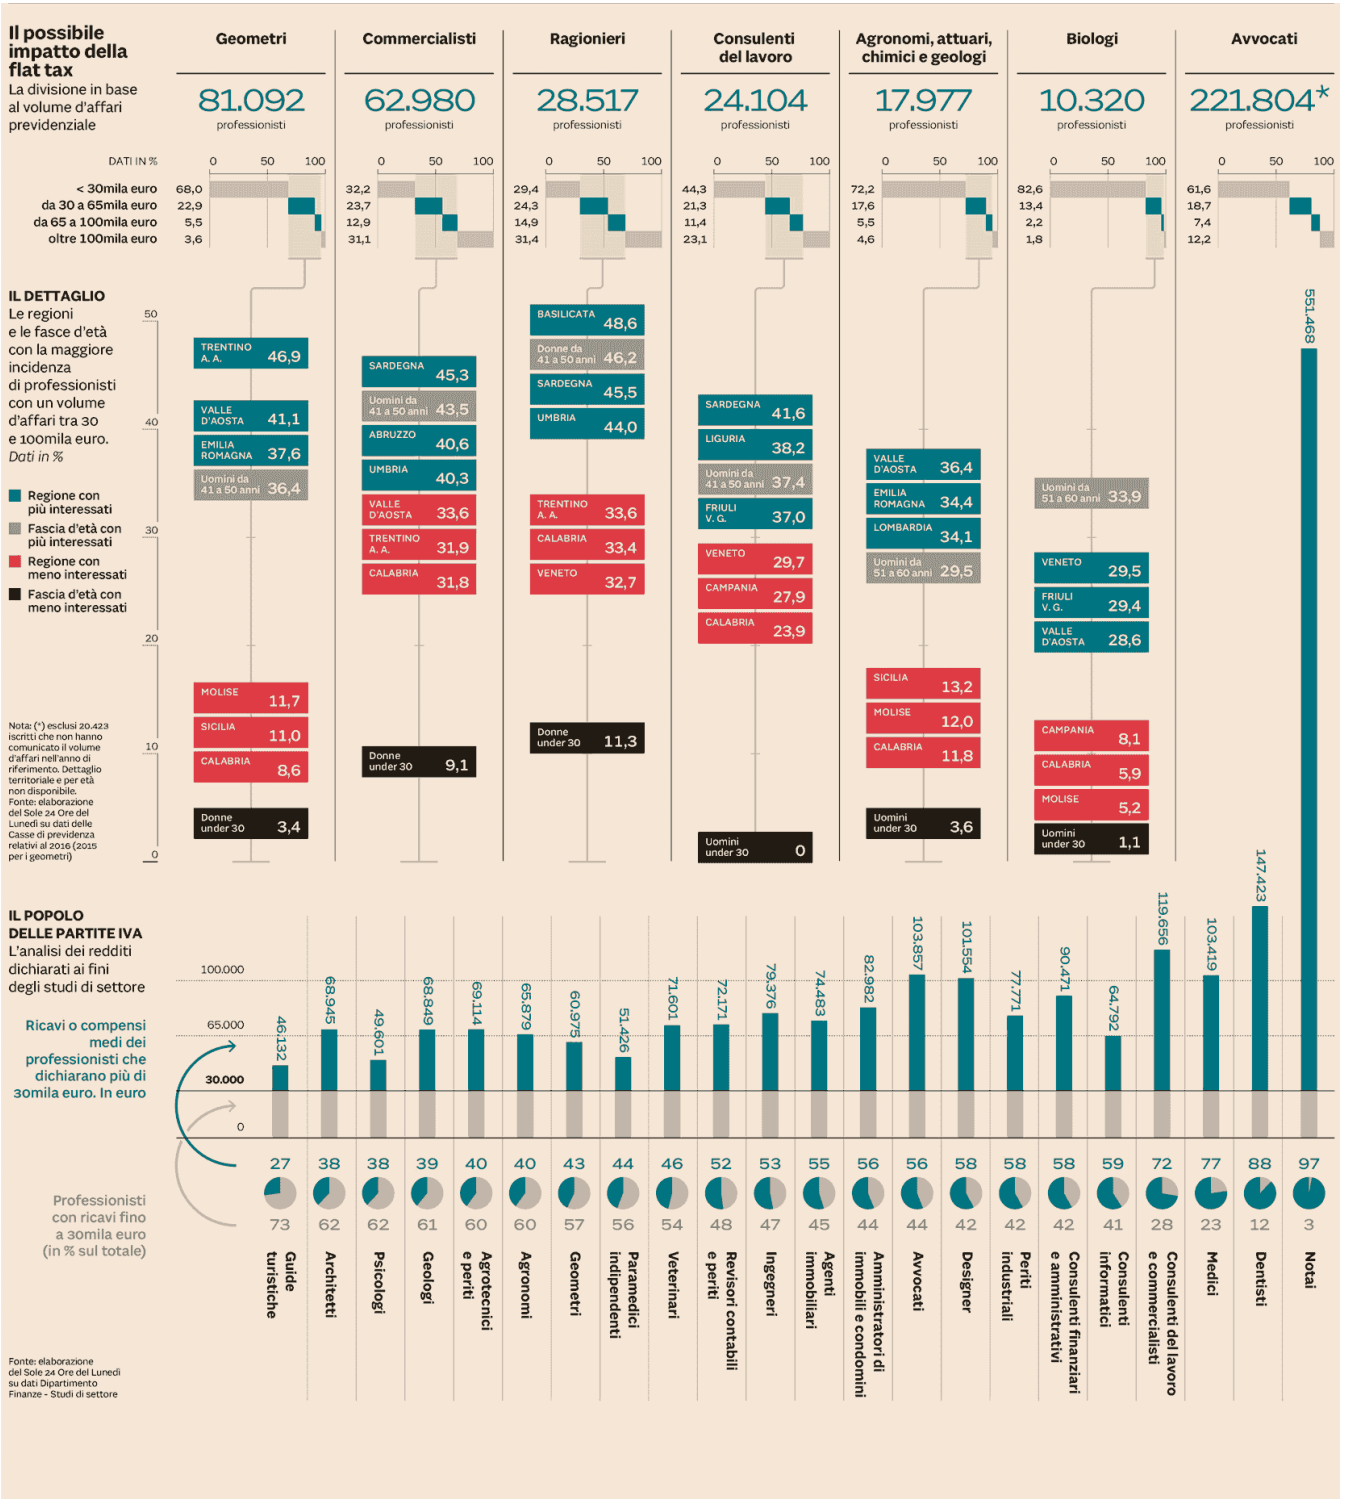 Il possibile
impatto della
flat tax
La divisione in base
al volume d'affari
previdenziale
Geometri
81.092
professionisti
Commercialisti
62.980
professionisti
Ragionieri
28.517
professionisti
Consulenti
del lavoro
24.104
professionisti
Agronomi, attuari,
chimici e geologi
17.977
professionisti
Biologi
10.320
professionisti
Avvocati
221.804*
professionisti
DATI IN %
0 50 100
0 50 100
0 50 100
0 50 100
0 50 100
0 50 100
0 50 100
< 30mila euro 68,0 32,2 29,4 44,3 72,2 82,6 61,6
da 30 a 65mila euro 22,9 23,7 24,3 21,3 17,6 13,4 18,7
da 65 a 100mila euro 5,5 12,9 14,9 11,4 5,5 2,2 7,4
oltre 100mila euro 3,6 31,1 31,4 23,1 4,6 1,8 12,2
IL DETTAGLIO
Le regioni
e le fasce d'età
con la maggiore
incidenza
di professionisti
con un volume
d'affari tra 30
e 100mila euro.
Dati in %
Regione con
più interessati
Fascia d'età con
più interessati
Regione con
meno interessati
Fascia d'età con
meno interessati
50
40
30
20
10
0
TRENTINO
A. A. 46,9
VALLE
D'AOSTA 41,1
EMILIA
ROMAGNA 37,6
Uomini da
41 a 50 anni 36,4
MOLISE 11,7
SICILIA 11,0
CALABRIA 8,6
Donne
under 30 3,4
SARDEGNA 45,3
Uomini da
41 a 50 anni 43,5
ABRUZZO 40,6
UMBRIA 40,3
VALLE
D'AOSTA 33,6
TRENTINO
A. A. 31,9
CALABRIA 31,8
Donne
under 30 9,1
BASILICATA 48,6
Donne da
41 a 50 anni 46,2
SARDEGNA 45,5
UMBRIA 44,0
TRENTINO
A. A. 33,6
CALABRIA 33,4
VENETO 32,7
Donne
under 30 11,3
SARDEGNA 41,6
LIGURIA 38,2
Uomini da
41 a 50 anni 37,4
FRIULI
V. G. 37,0
VENETO 29,7
CAMPANIA 27,9
CALABRIA 23,9
Uomini
under 30 0
VALLE
D'AOSTA 36,4
EMILIA
ROMAGNA 34,4
LOMBARDIA 34,1
Uomini da
51 a 60 anni 29,5
SICILIA 13,2
MOLISE 12,0
CALABRIA 11,8
Uomini
under 30 3,6
Uomini da
51 a 60 anni 33,9
VENETO 29,5
FRIULI
V. G. 29,4
VALLE
D'AOSTA 28,6
CAMPANIA 8,1
CALABRIA 5,9
MOLISE 5,2
Uomini
under 30 1,1
Nota: (*) esclusi 20.423
iscritti che non hanno
comunicato il volume
d'affari nell'anno di
riferimento. Dettaglio
territoriale e per età
non disponibile.
Fonte: elaborazione
del Sole 24 Ore del
Lunedì su dati delle
Casse di previdenza
relativi al 2016 (2015
per i geometri)
IL POPOLO
DELLE PARTITE IVA
L'analisi dei redditi
dichiarati ai fini
degli studi di settore
Ricavi o compensi
medi dei
professionisti che
dichiarano più di
30mila euro. In euro
100.000
65.000
30.000
0
46.132
68.945
49.601
68.849
69.114
65.879
60.975
51.426
71.601
72.171
79.376
74.483
82.982
103.857
101.554
77.771
90.471
64.792
119.656
103.419
147.423
551.468
27 38 38 39 40 40 43 44 46 52 53 55 56 56 58 58 58 59 72 77 88 97
Professionisti
con ricavi fino
a 30mila euro
(in % sul totale)
73 62 62 61 60 60 57 56 54 48 47 45 44 44 42 42 42 41 28 23 12 3
Guide
turistiche
Architetti
Psicologi
Geologi
Agrotecnici
e periti
Agronomi
Geometri
Paramedici
indipendenti
Veterinari
Revisori contabili
e periti
Ingegneri
Agenti
immobiliari
Amministratori di
immobili e condomini
Avvocati
Designer
Periti
industriali
Consulenti finanziari
e amministrativi
Consulenti
informatici
Consulenti del lavoro
e commercialisti
Medici
Dentisti
Notai
Fonte: elaborazione
del Sole 24 Ore del Lunedì
su dati Dipartimento
Finanze - Studi di settore